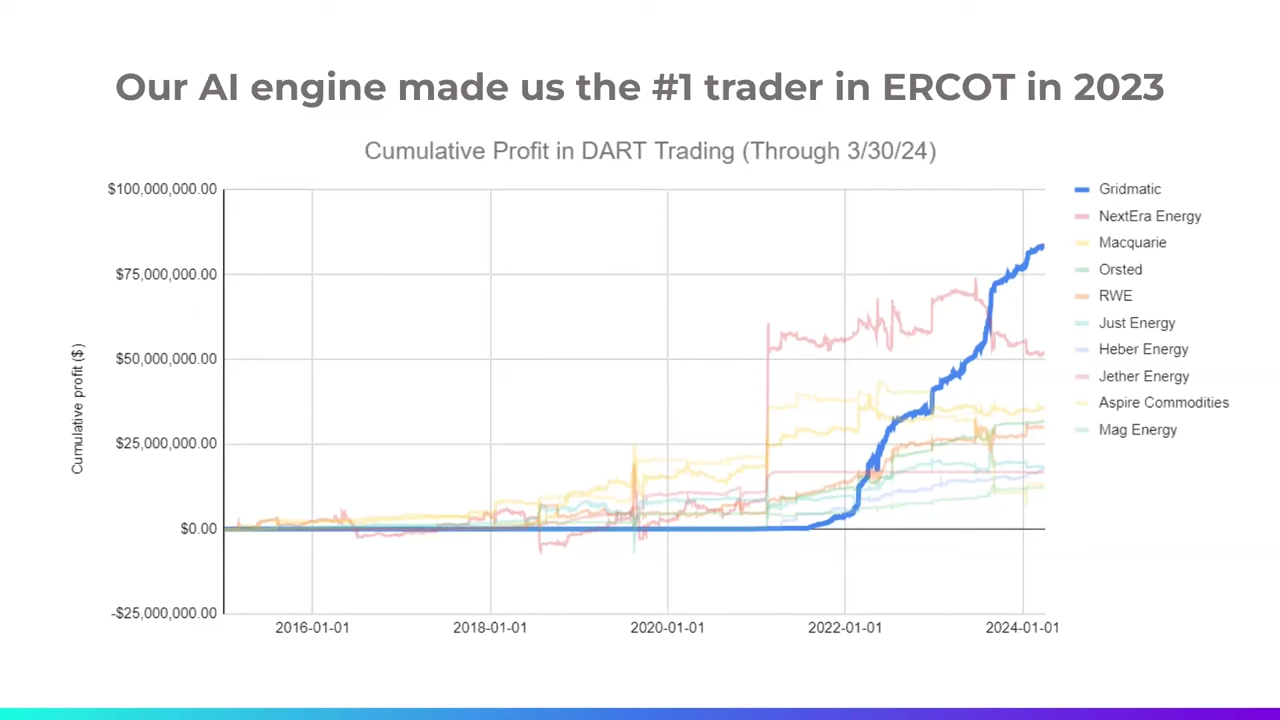 Our AI engine made us the #1 trader in ERCOT in 2023
Cumulative Profit in DART Trading (Through 3/30/24)
Cumulative profit ($)
$100,000,000.00
$75,000,000.00
$50,000,000.00
$25,000,000.00
$0.00
-$25,000,000.00
2016-01-01
2018-01-01
2020-01-01
2022-01-01
2024-01-01
Gridmatic
NextEra Energy
Macquarie
Orsted
RWE
Just Energy
Heber Energy
Jether Energy
Aspire Commodities
Mag Energy